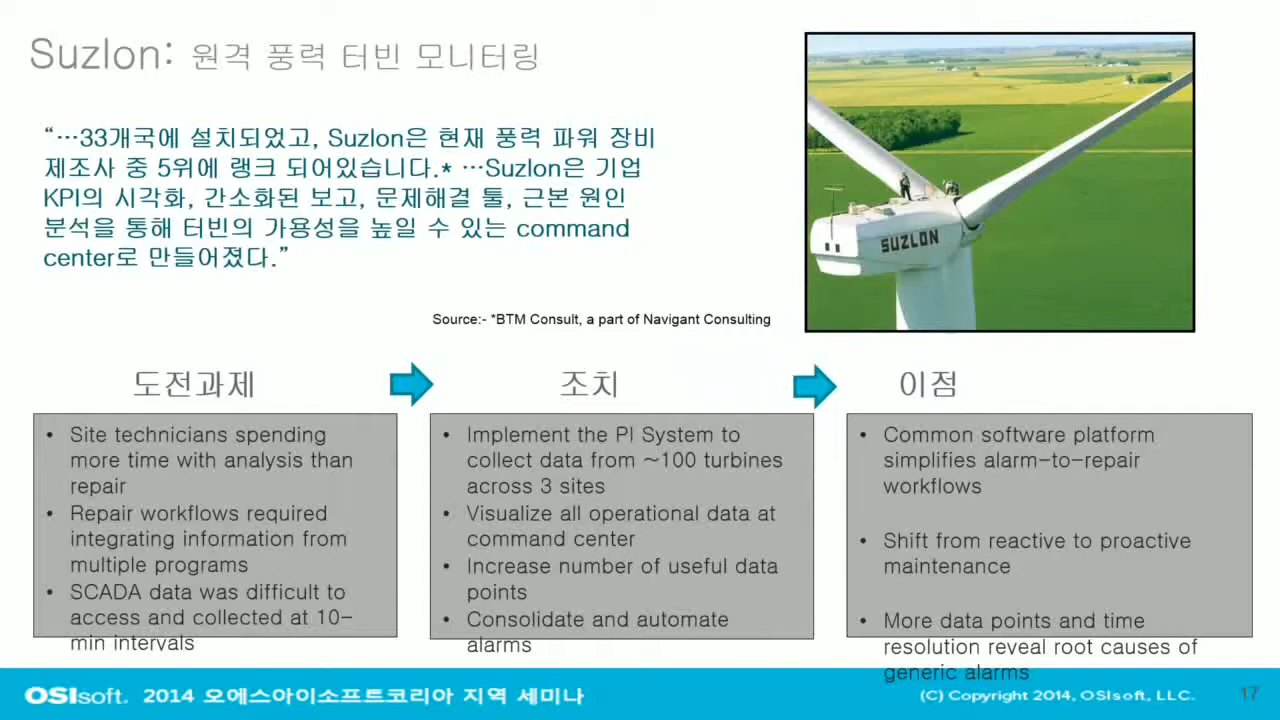 Suzlon: 원격 풍력 터빈 모니터링
“…33개국에 설치되었고, Suzlon은 현재 풍력 파워 장비
제조사 중 5위에 랭크 되어있습니다.* …Suzlon은 기업
KPI의 시각화, 간소화된 보고, 문제해결 툴, 근본 원인
분석을 통해 터빈의 가용성을 높일 수 있는 command
center로 만들어졌다.”
SUZLON
Source:- *BTM Consult, a part of Navigant Consulting
도전과제
• Site technicians spending
more time with analysis than
repair
• Repair workflows required
integrating information from
multiple programs
• SCADA data was difficult to
access and collected at 10-
min intervals
조치
• Implement the PI System to
collect data from ~100 turbines
across 3 sites
• Visualize all operational data at
command center
• Increase number of useful data
points
• Consolidate and automate
alarms
이점
• Common software platform
simplifies alarm-to-repair
workflows
• Shift from reactive to proactive
maintenance
• More data points and time
resolution reveal root causes of
generic alarms
OSIsoft. 2014 오에스아이소프트코리아 지역 세미나
(C) Copyright 2014, OSIsoft, LLC.
17